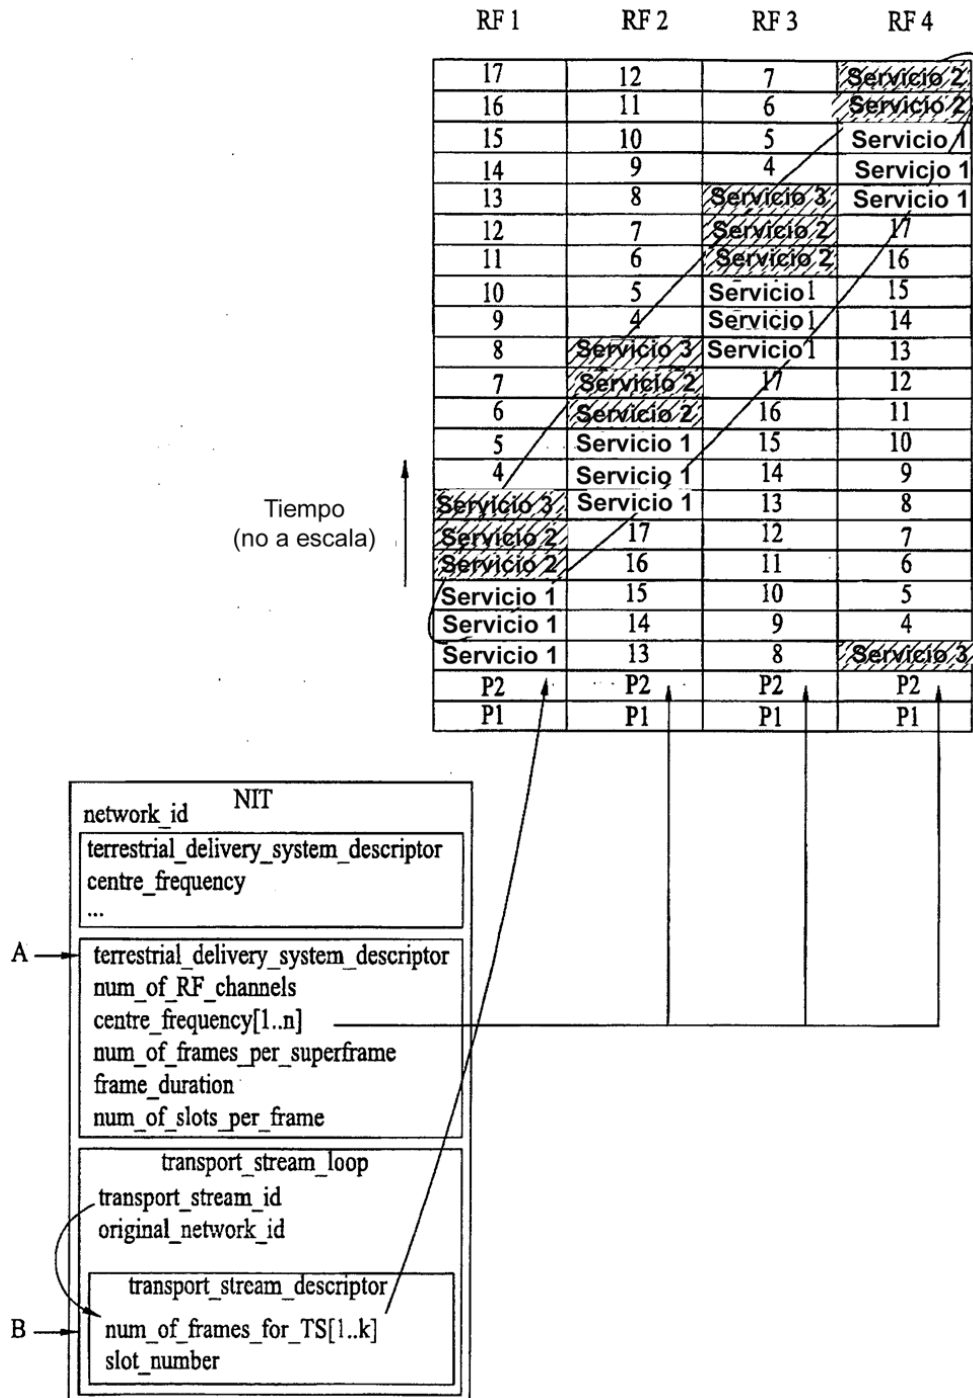 RF 1 RF 2 RF 3 RF 4
17 12 7 Servicio 2
16 11 6 Servicio 2
15 10 5 Servicio 1
14 9 4 Servicio 1
13 8 Servicio 3 Servicio 1
12 7 Servicio 2 17
11 6 Servicio 2 16
10 5 Servicio 1 15
9 4 Servicio 1 14
8 Servicio 3 Servicio 1 13
7 Servicio 2 17 12
6 Servicio 2 16 11
5 Servicio 1 15 10
4 Servicio 1 14 9
Servicio 3 Servicio 1 13 8
Servicio 2 17 12 7
Servicio 2 16 11 6
Servicio 1 15 10 5
Servicio 1 14 9 4
Servicio 1 13 8 Servicio 3
P2 P2 P2 P2
P1 P1 P1 P1
Tiempo
(no a escala)
NIT
network_id
terrestrial_delivery_system_descriptor
centre_frequency
...
A
terrestrial_delivery_system_descriptor
num_of_RF_channels
centre_frequency[1..n]
num_of_frames_per_superframe
frame_duration
num_of_slots_per_frame
transport_stream_loop
transport_stream_id
original_network_id
transport_stream_descriptor
B
num_of_frames_for_TS[1..k]
slot_number